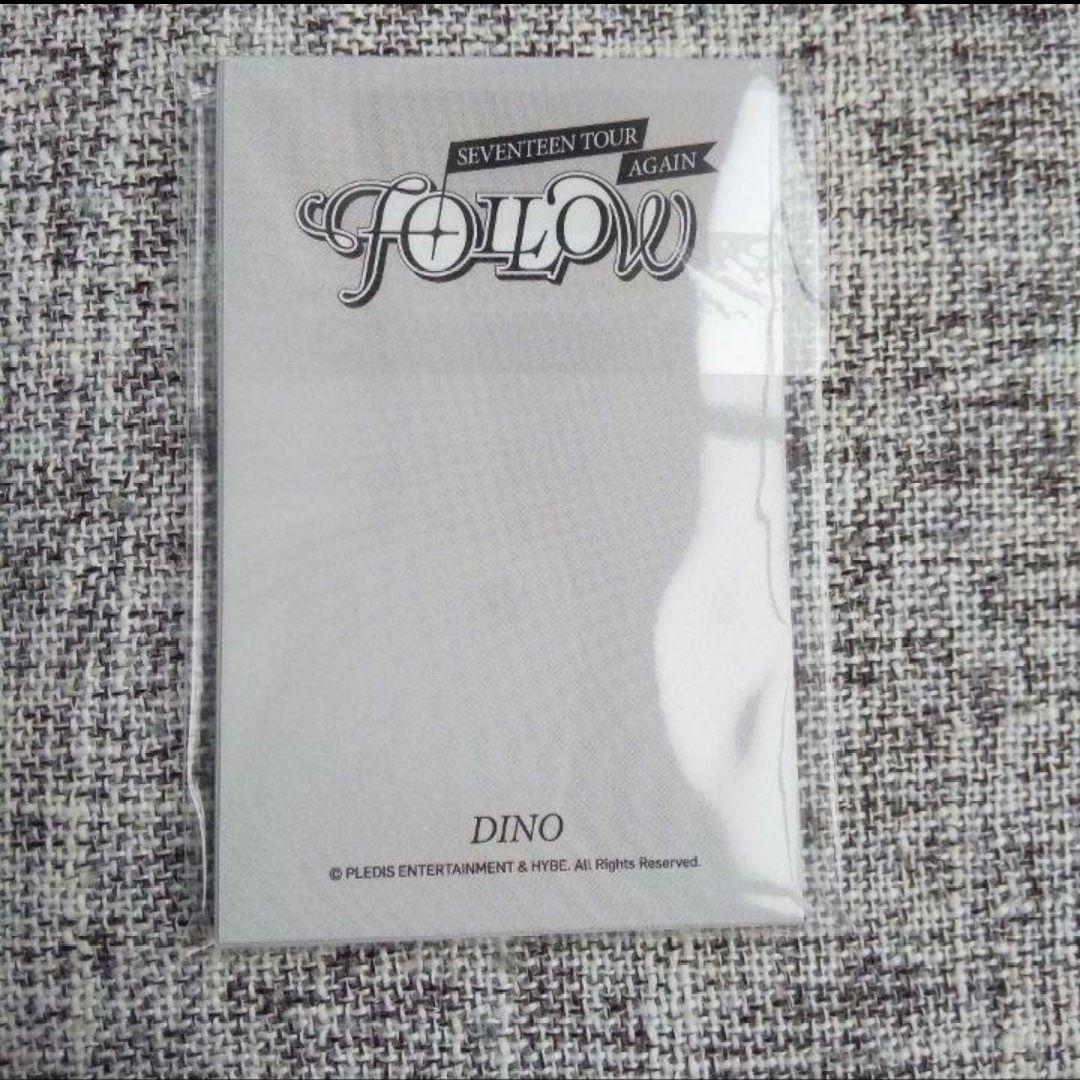 SEVENTEEN TOUR
AGAIN
FOLLOW
DINO
© PLEDIS ENTERTAINMENT & HYBE. All Rights Reserved.